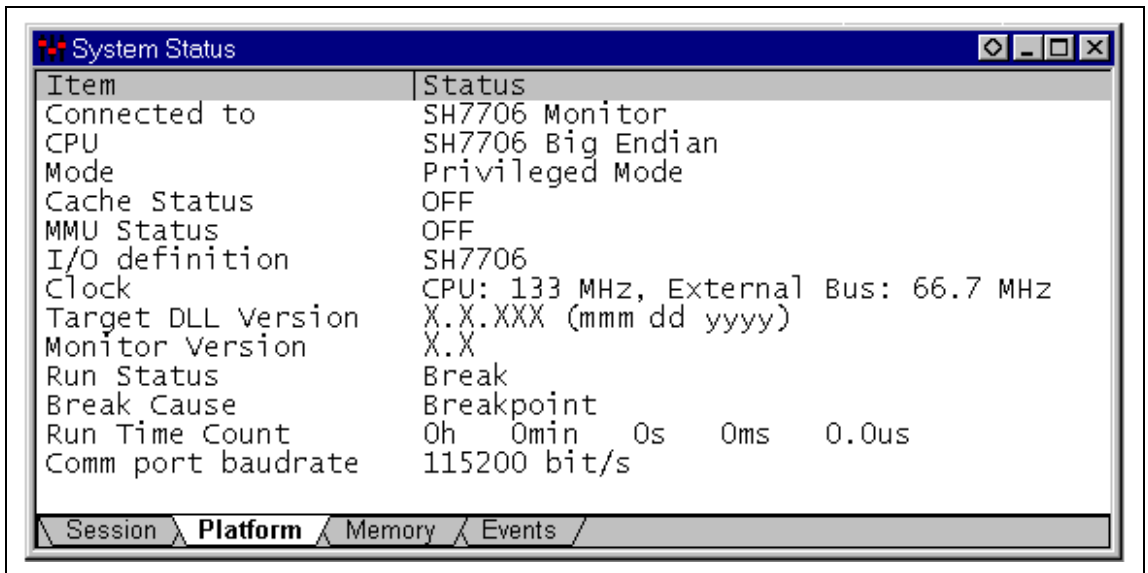 System Status
Item Status
Connected to SH7706 Monitor
CPU SH7706 Big Endian
Mode Privileged Mode
Cache Status OFF
MMU Status OFF
I/O definition SH7706
Clock CPU: 133 MHz, External Bus: 66.7 MHz
Target DLL Version X.X.XXX (mmm dd yyyy)
Monitor Version X.X
Run Status Break
Break Cause Breakpoint
Run Time Count 0h 0min 0s 0ms 0.0us
Comm port baudrate 115200 bit/s
Session Platform Memory Events